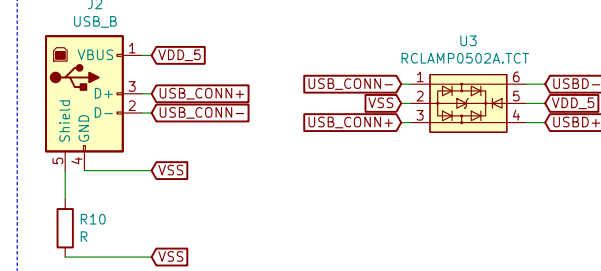 J2
USB_B
VBUS 1 VDD_5
D+ 3 USB_CONN+
D- 2 USB_CONN-
Shield
GND
5 4
VSS
R10
R
VSS
U3
RCLAMP0502A.TCT
USB_CONN- 1 6 USBD-
VSS 2 5 VDD_5
USB_CONN+ 3 4 USBD+